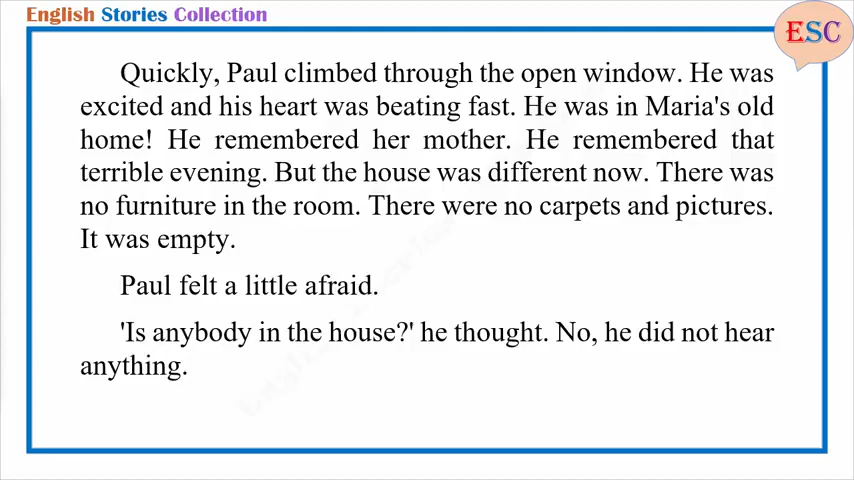 English Stories Collection
ESC
Quickly, Paul climbed through the open window. He was
excited and his heart was beating fast. He was in Maria's old
home! He remembered her mother. He remembered that
terrible evening. But the house was different now. There was
no furniture in the room. There were no carpets and pictures.
It was empty.
Paul felt a little afraid.
'Is anybody in the house?' he thought. No, he did not hear
anything.